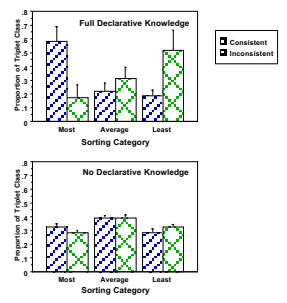 .8
Full Declarative Knowledge
.7
.6
.5
.4
.3
.2
.1
.0
Proportion of Triplet Class
Most Average Least
Sorting Category
Consistent
Inconsistent
.8
No Declarative Knowledge
.7
.6
.5
.4
.3
.2
.1
.0
Proportion of Triplet Class
Most Average Least
Sorting Category